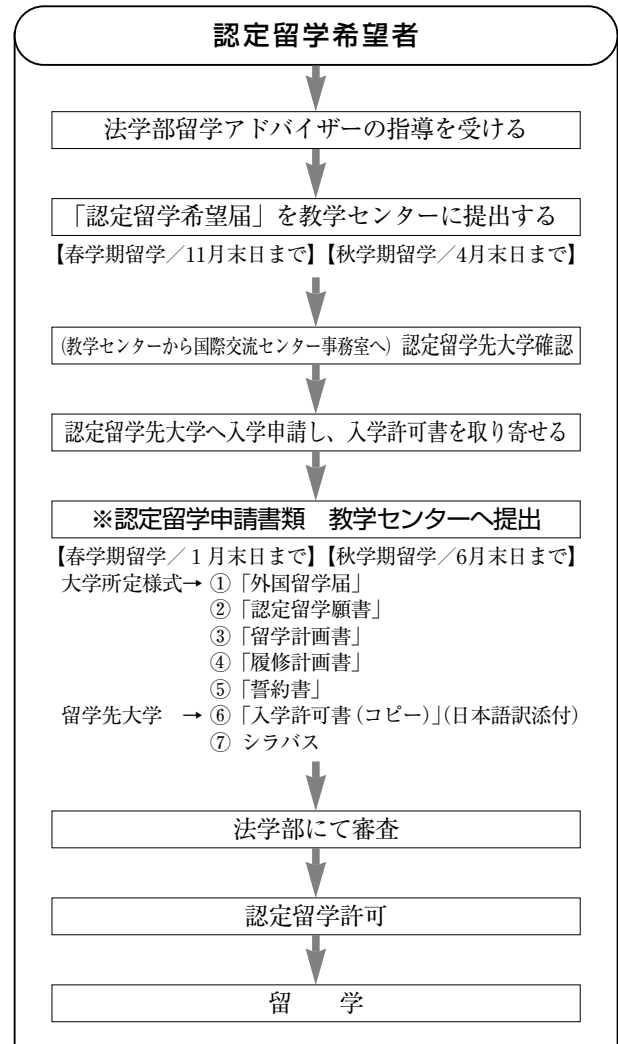 認定留学希望者
法学部留学アドバイザーの指導を受ける
「認定留学希望届」を教学センターに提出する
【春学期留学／11月末日まで】【秋学期留学／4月末日まで】
(教学センターから国際交流センター事務室へ) 認定留学先大学確認
認定留学先大学へ入学申請し、入学許可書を取り寄せる
※認定留学申請書類　教学センターへ提出
【春学期留学／１月末日まで】【秋学期留学／6月末日まで】
大学所定様式→ ①「外国留学届」
②「認定留学願書」
③「留学計画書」
④「履修計画書」
⑤「誓約書」
留学先大学　→ ⑥「入学許可書（コピー）」(日本語訳添付)
⑦ シラバス
法学部にて審査
認定留学許可
留　　学